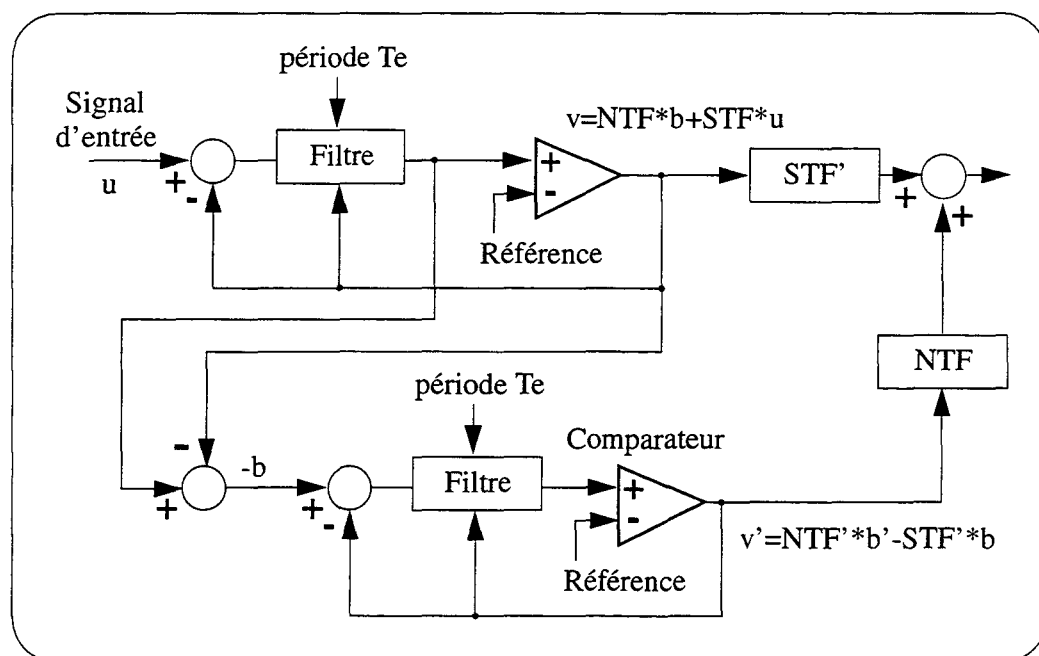 période Te
Signal
d'entrée
u
+
-
Filtre
v=NTF*b+STF*u
+
-
Référence
STF'
+
+
NTF
période Te
Comparateur
-
+
-b
+
-
Filtre
+
-
Référence
v'=NTF'*b'-STF'*b